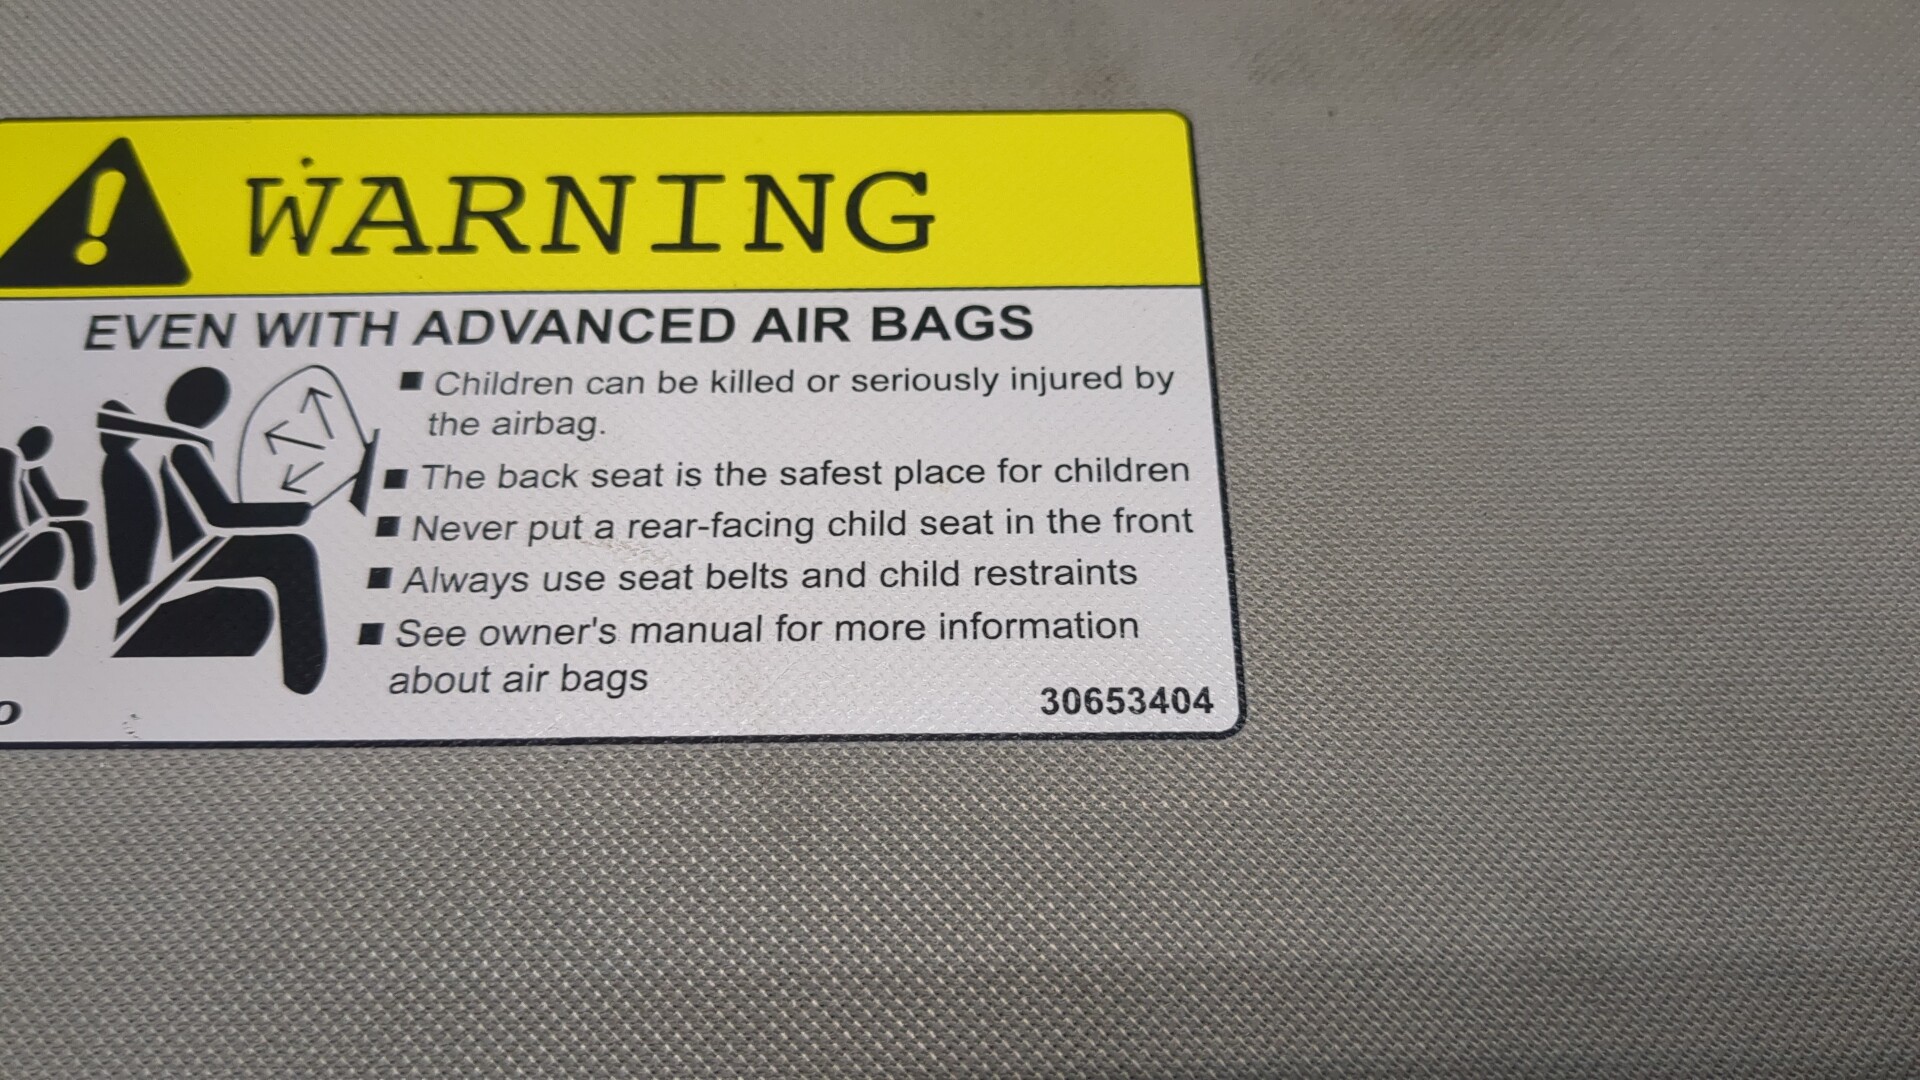 WARNING
EVEN WITH ADVANCED AIR BAGS
■ Children can be killed or seriously injured by
the airbag.
■ The back seat is the safest place for children
■ Never put a rear-facing child seat in the front
■ Always use seat belts and child restraints
■ See owner's manual for more information
about air bags
30653404